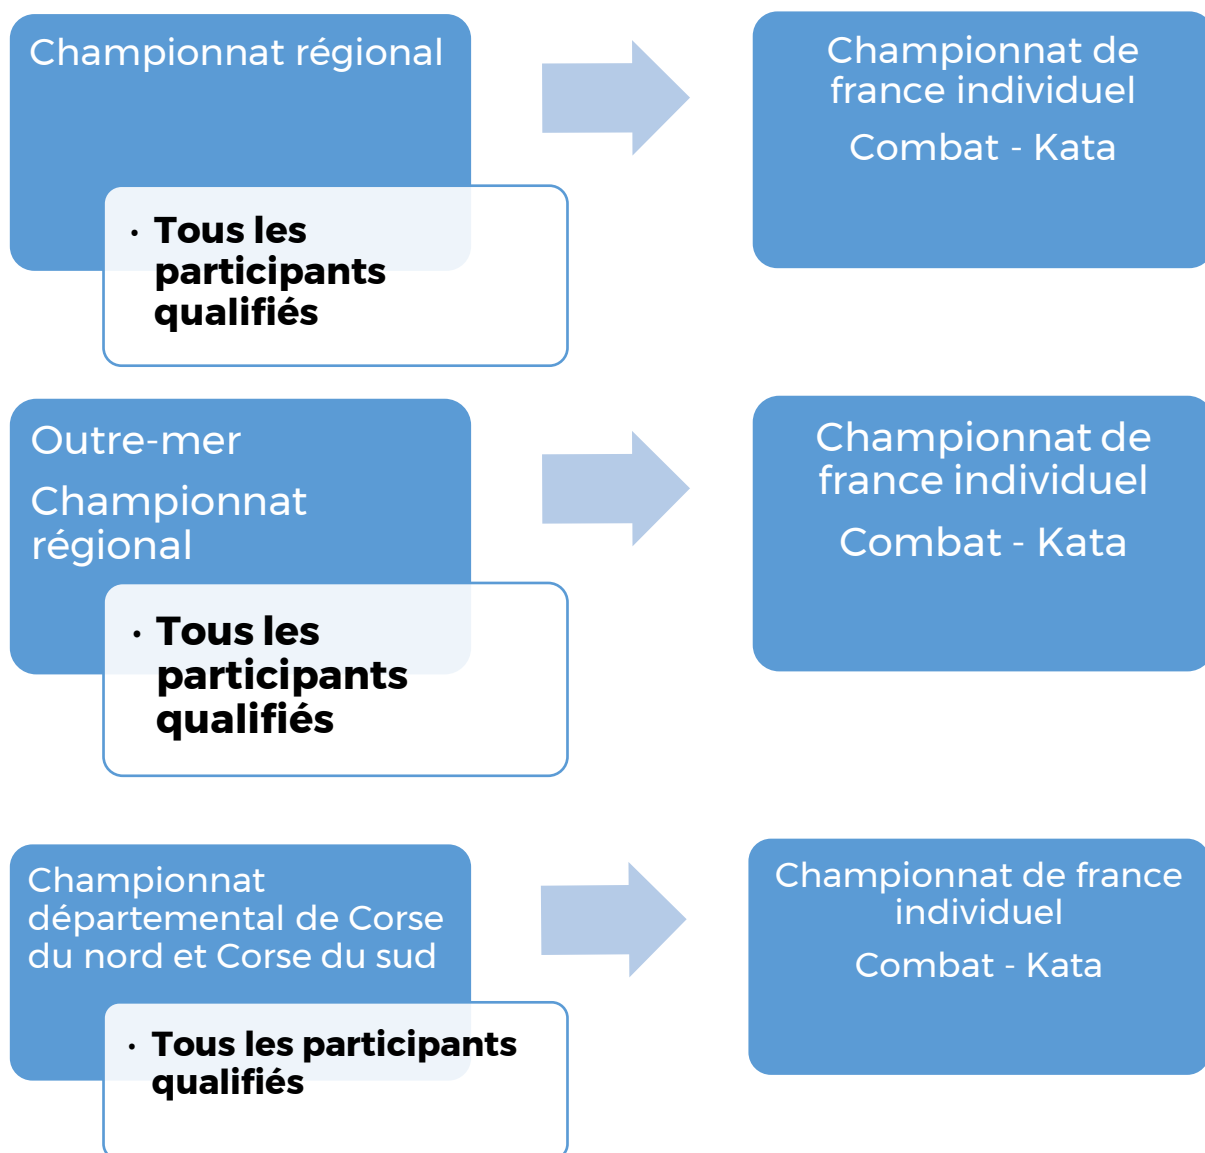 Championnat régional
· Tous les
participants
qualifiés
Championnat de
france individuel
Combat - Kata
Outre-mer
Championnat
régional
· Tous les
participants
qualifiés
Championnat de
france individuel
Combat - Kata
Championnat
départemental de Corse
du nord et Corse du sud
· Tous les participants
qualifiés
Championnat de france
individuel
Combat - Kata